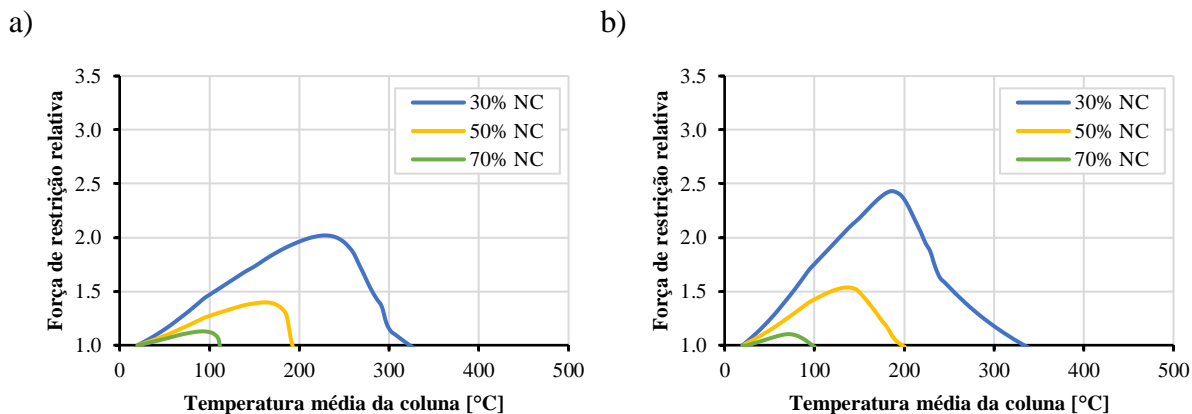 a)
3.5
3.0
2.5
2.0
1.5
1.0
Força de restrição relativa
30% NC
50% NC
70% NC
0
100
200
300
400
500
Temperatura média da coluna [°C]
b)
3.5
3.0
2.5
2.0
1.5
1.0
Força de restrição relativa
30% NC
50% NC
70% NC
0
100
200
300
400
500
Temperatura média da coluna [°C]